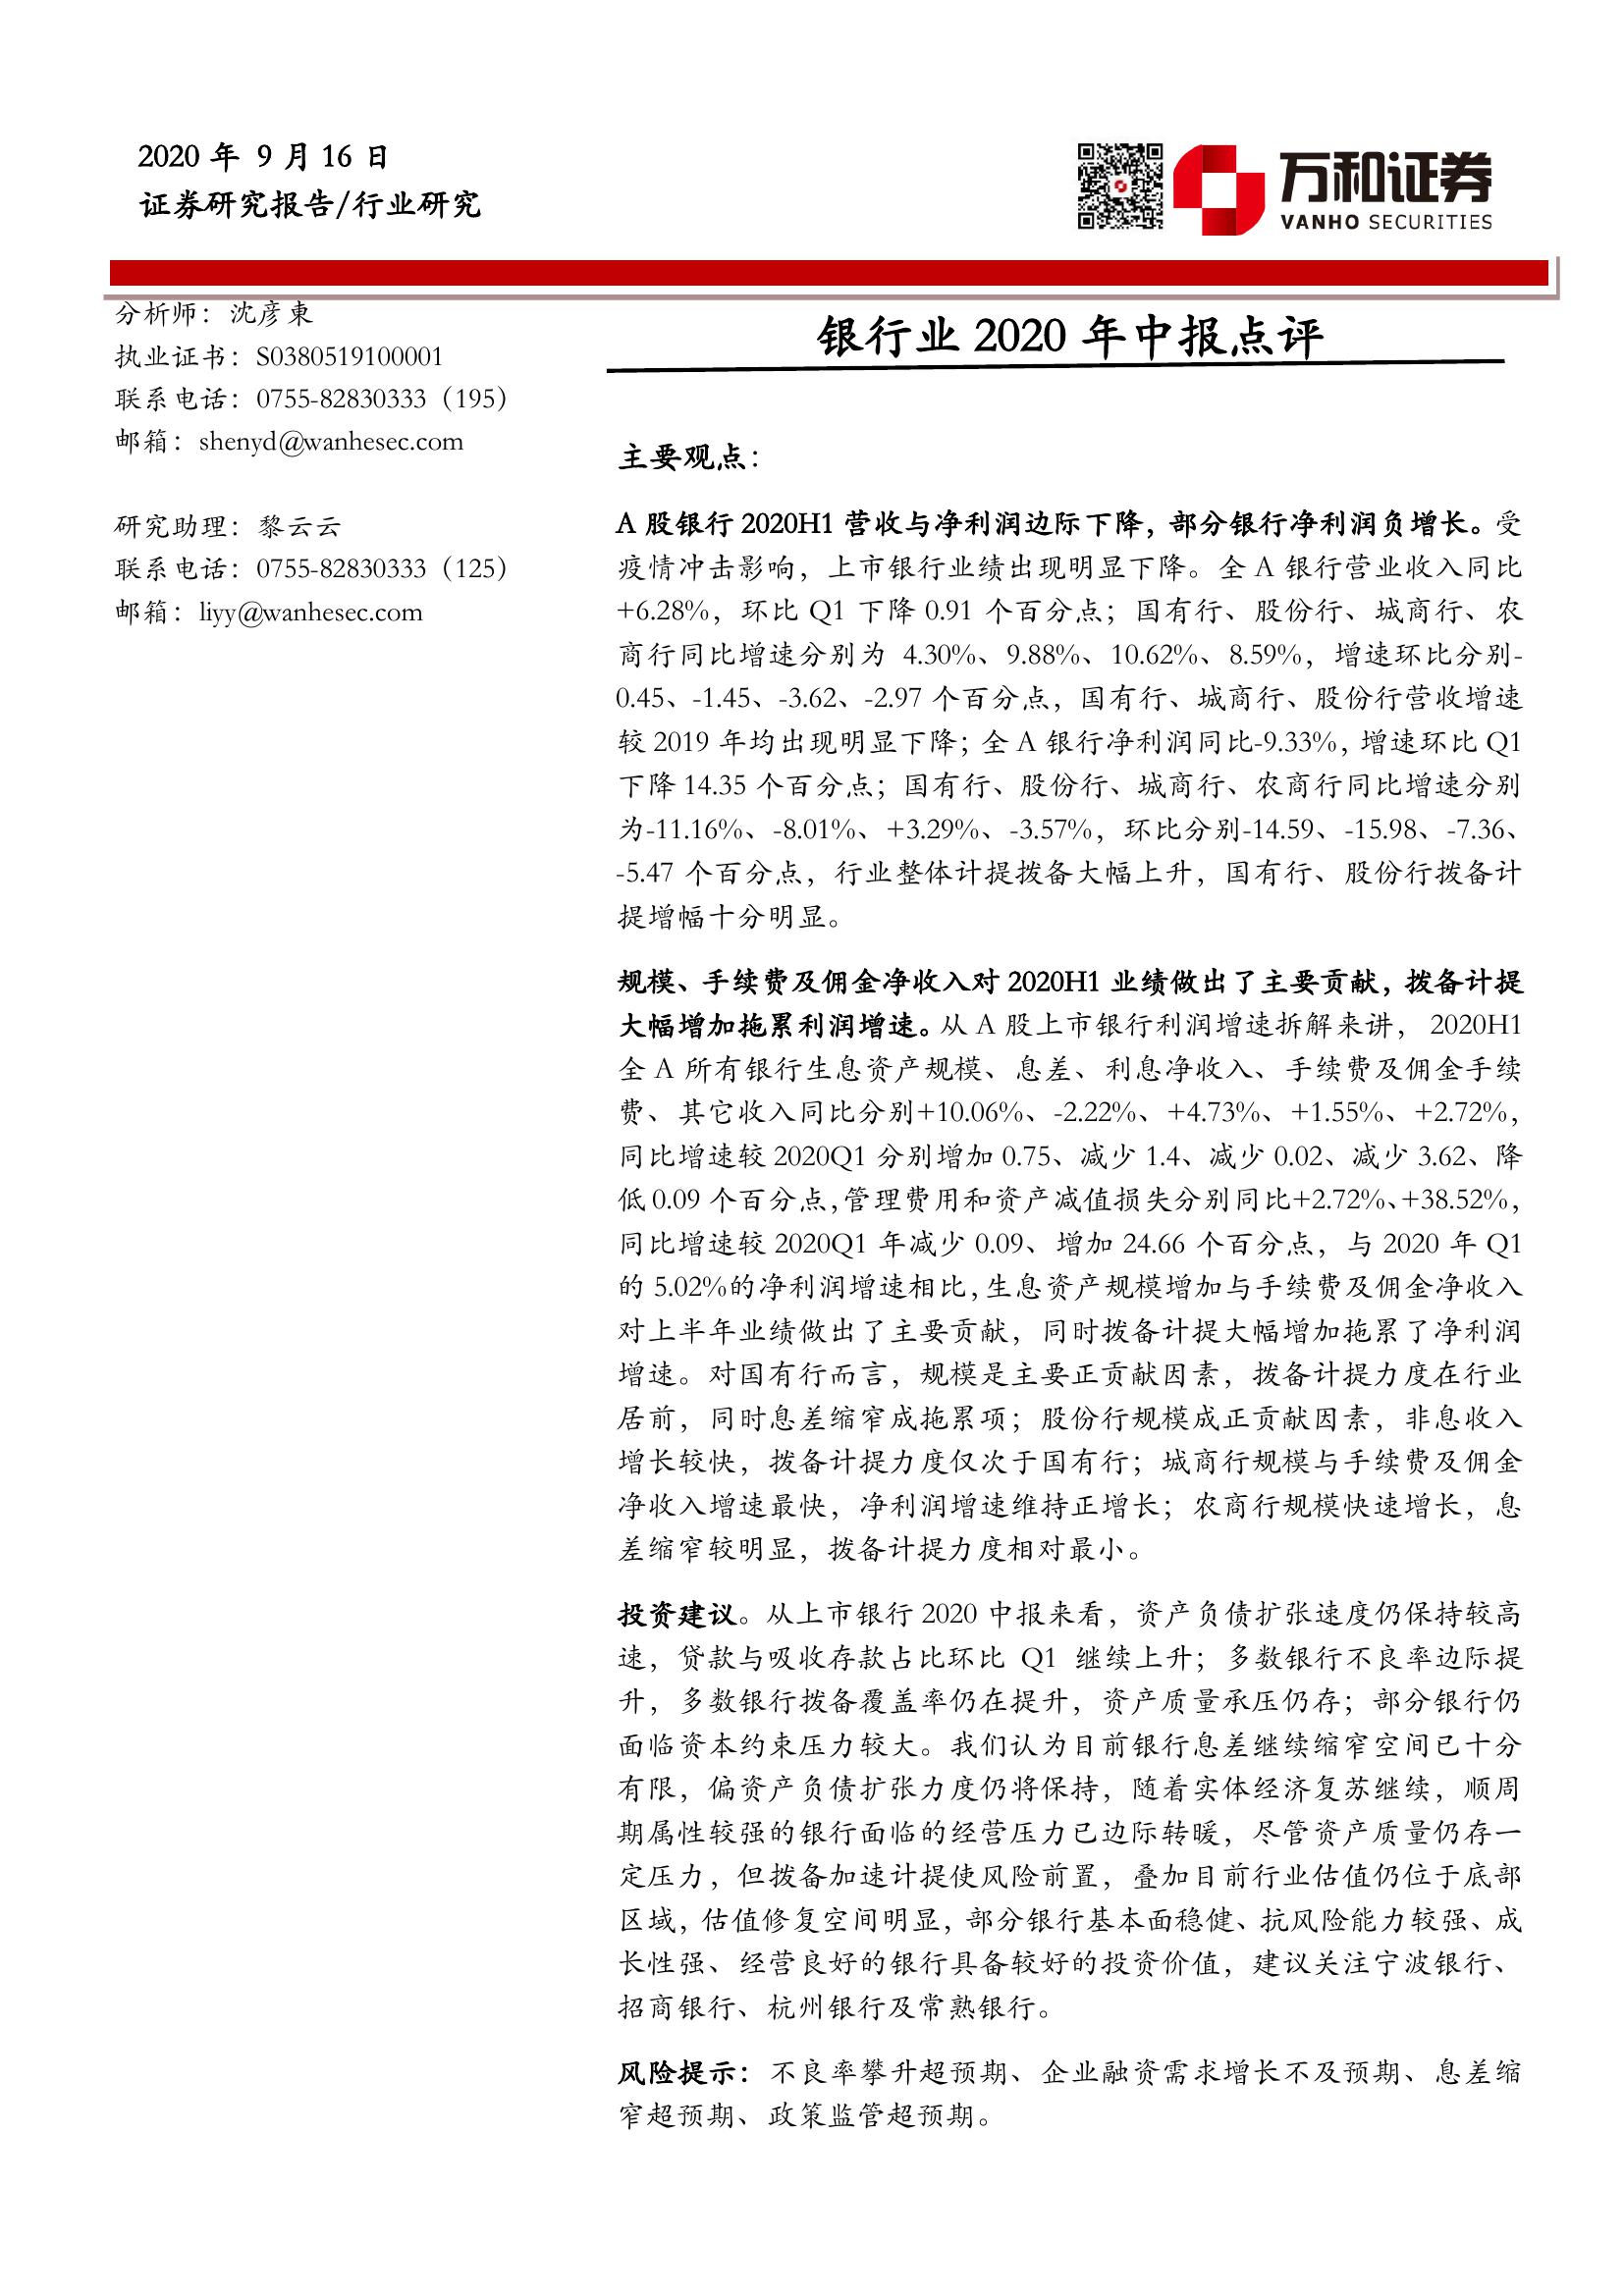 2020 年 9 月 16 日
证券研究报告/行业研究
万和证券
VANHO SECURITIES
分析师：沈彦東
执业证书：S0380519100001
联系电话：0755-82830333（195）
邮箱：shenyd@wanhesec.com
研究助理：黎云云
联系电话：0755-82830333（125）
邮箱：liyy@wanhesec.com
银行业 2020 年中报点评
主要观点：
A 股银行 2020H1 营收与净利润边际下降，部分银行净利润负增长。受
疫情冲击影响，上市银行业绩出现明显下降。全 A 银行营业收入同比
+6.28%，环比 Q1 下降 0.91 个百分点；国有行、股份行、城商行、农
商行同比增速分别为 4.30%、9.88%、10.62%、8.59%，增速环比分别-
0.45、-1.45、-3.62、-2.97 个百分点，国有行、城商行、股份行营收增速
较 2019 年均出现明显下降；全 A 银行净利润同比-9.33%，增速环比 Q1
下降 14.35 个百分点；国有行、股份行、城商行、农商行同比增速分别
为-11.16%、-8.01%、+3.29%、-3.57%，环比分别-14.59、-15.98、-7.36、
-5.47 个百分点，行业整体计提拨备大幅上升，国有行、股份行拨备计
提增幅十分明显。
规模、手续费及佣金净收入对 2020H1 业绩做出了主要贡献，拨备计提
大幅增加拖累利润增速。从 A 股上市银行利润增速拆解来讲， 2020H1
全 A 所有银行生息资产规模、息差、利息净收入、手续费及佣金手续
费、其它收入同比分别+10.06%、-2.22%、+4.73%、+1.55%、+2.72%，
同比增速较 2020Q1 分别增加 0.75、减少 1.4、减少 0.02、减少 3.62、降
低 0.09 个百分点，管理费用和资产减值损失分别同比+2.72%、+38.52%，
同比增速较 2020Q1 年减少 0.09、增加 24.66 个百分点，与 2020 年 Q1
的 5.02%的净利润增速相比，生息资产规模增加与手续费及佣金净收入
对上半年业绩做出了主要贡献，同时拨备计提大幅增加拖累了净利润
增速。对国有行而言，规模是主要正贡献因素，拨备计提力度在行业
居前，同时息差缩窄成拖累项；股份行规模成正贡献因素，非息收入
增长较快，拨备计提力度仅次于国有行；城商行规模与手续费及佣金
净收入增速最快，净利润增速维持正增长；农商行规模快速增长，息
差缩窄较明显，拨备计提力度相对最小。
投资建议。从上市银行 2020 中报来看，资产负债扩张速度仍保持较高
速，贷款与吸收存款占比环比 Q1 继续上升；多数银行不良率边际提
升，多数银行拨备覆盖率仍在提升，资产质量承压仍存；部分银行仍
面临资本约束压力较大。我们认为目前银行息差继续缩窄空间已十分
有限，偏资产负债扩张力度仍将保持，随着实体经济复苏继续，顺周
期属性较强的银行面临的经营压力已边际转暖，尽管资产质量仍存一
定压力，但拨备加速计提使风险前置，叠加目前行业估值仍位于底部
区域，估值修复空间明显，部分银行基本面稳健、抗风险能力较强、成
长性强、经营良好的银行具备较好的投资价值，建议关注宁波银行、
招商银行、杭州银行及常熟银行。
风险提示：不良率攀升超预期、企业融资需求增长不及预期、息差缩
窄超预期、政策监管超预期。